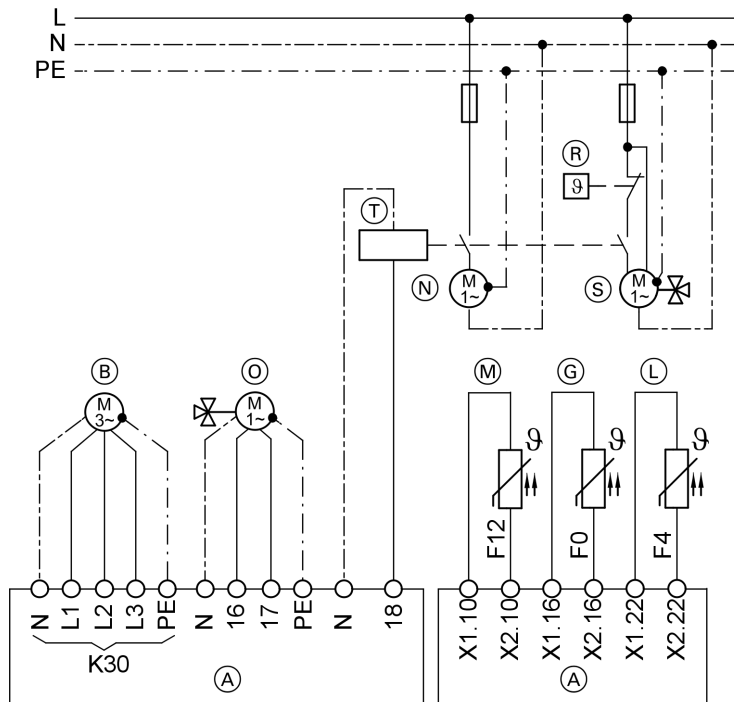 L
N
PE
R
ϑ
T
N
M
1~
S
M
1~
B
M
3~
O
M
1~
M
G
L
ϑ
ϑ
ϑ
F12
F0
F4
N
L1
L2
L3
PE
N
16
17
PE
N
18
X1.10
X2.10
X1.16
X2.16
X1.22
X2.22
K30
A
A